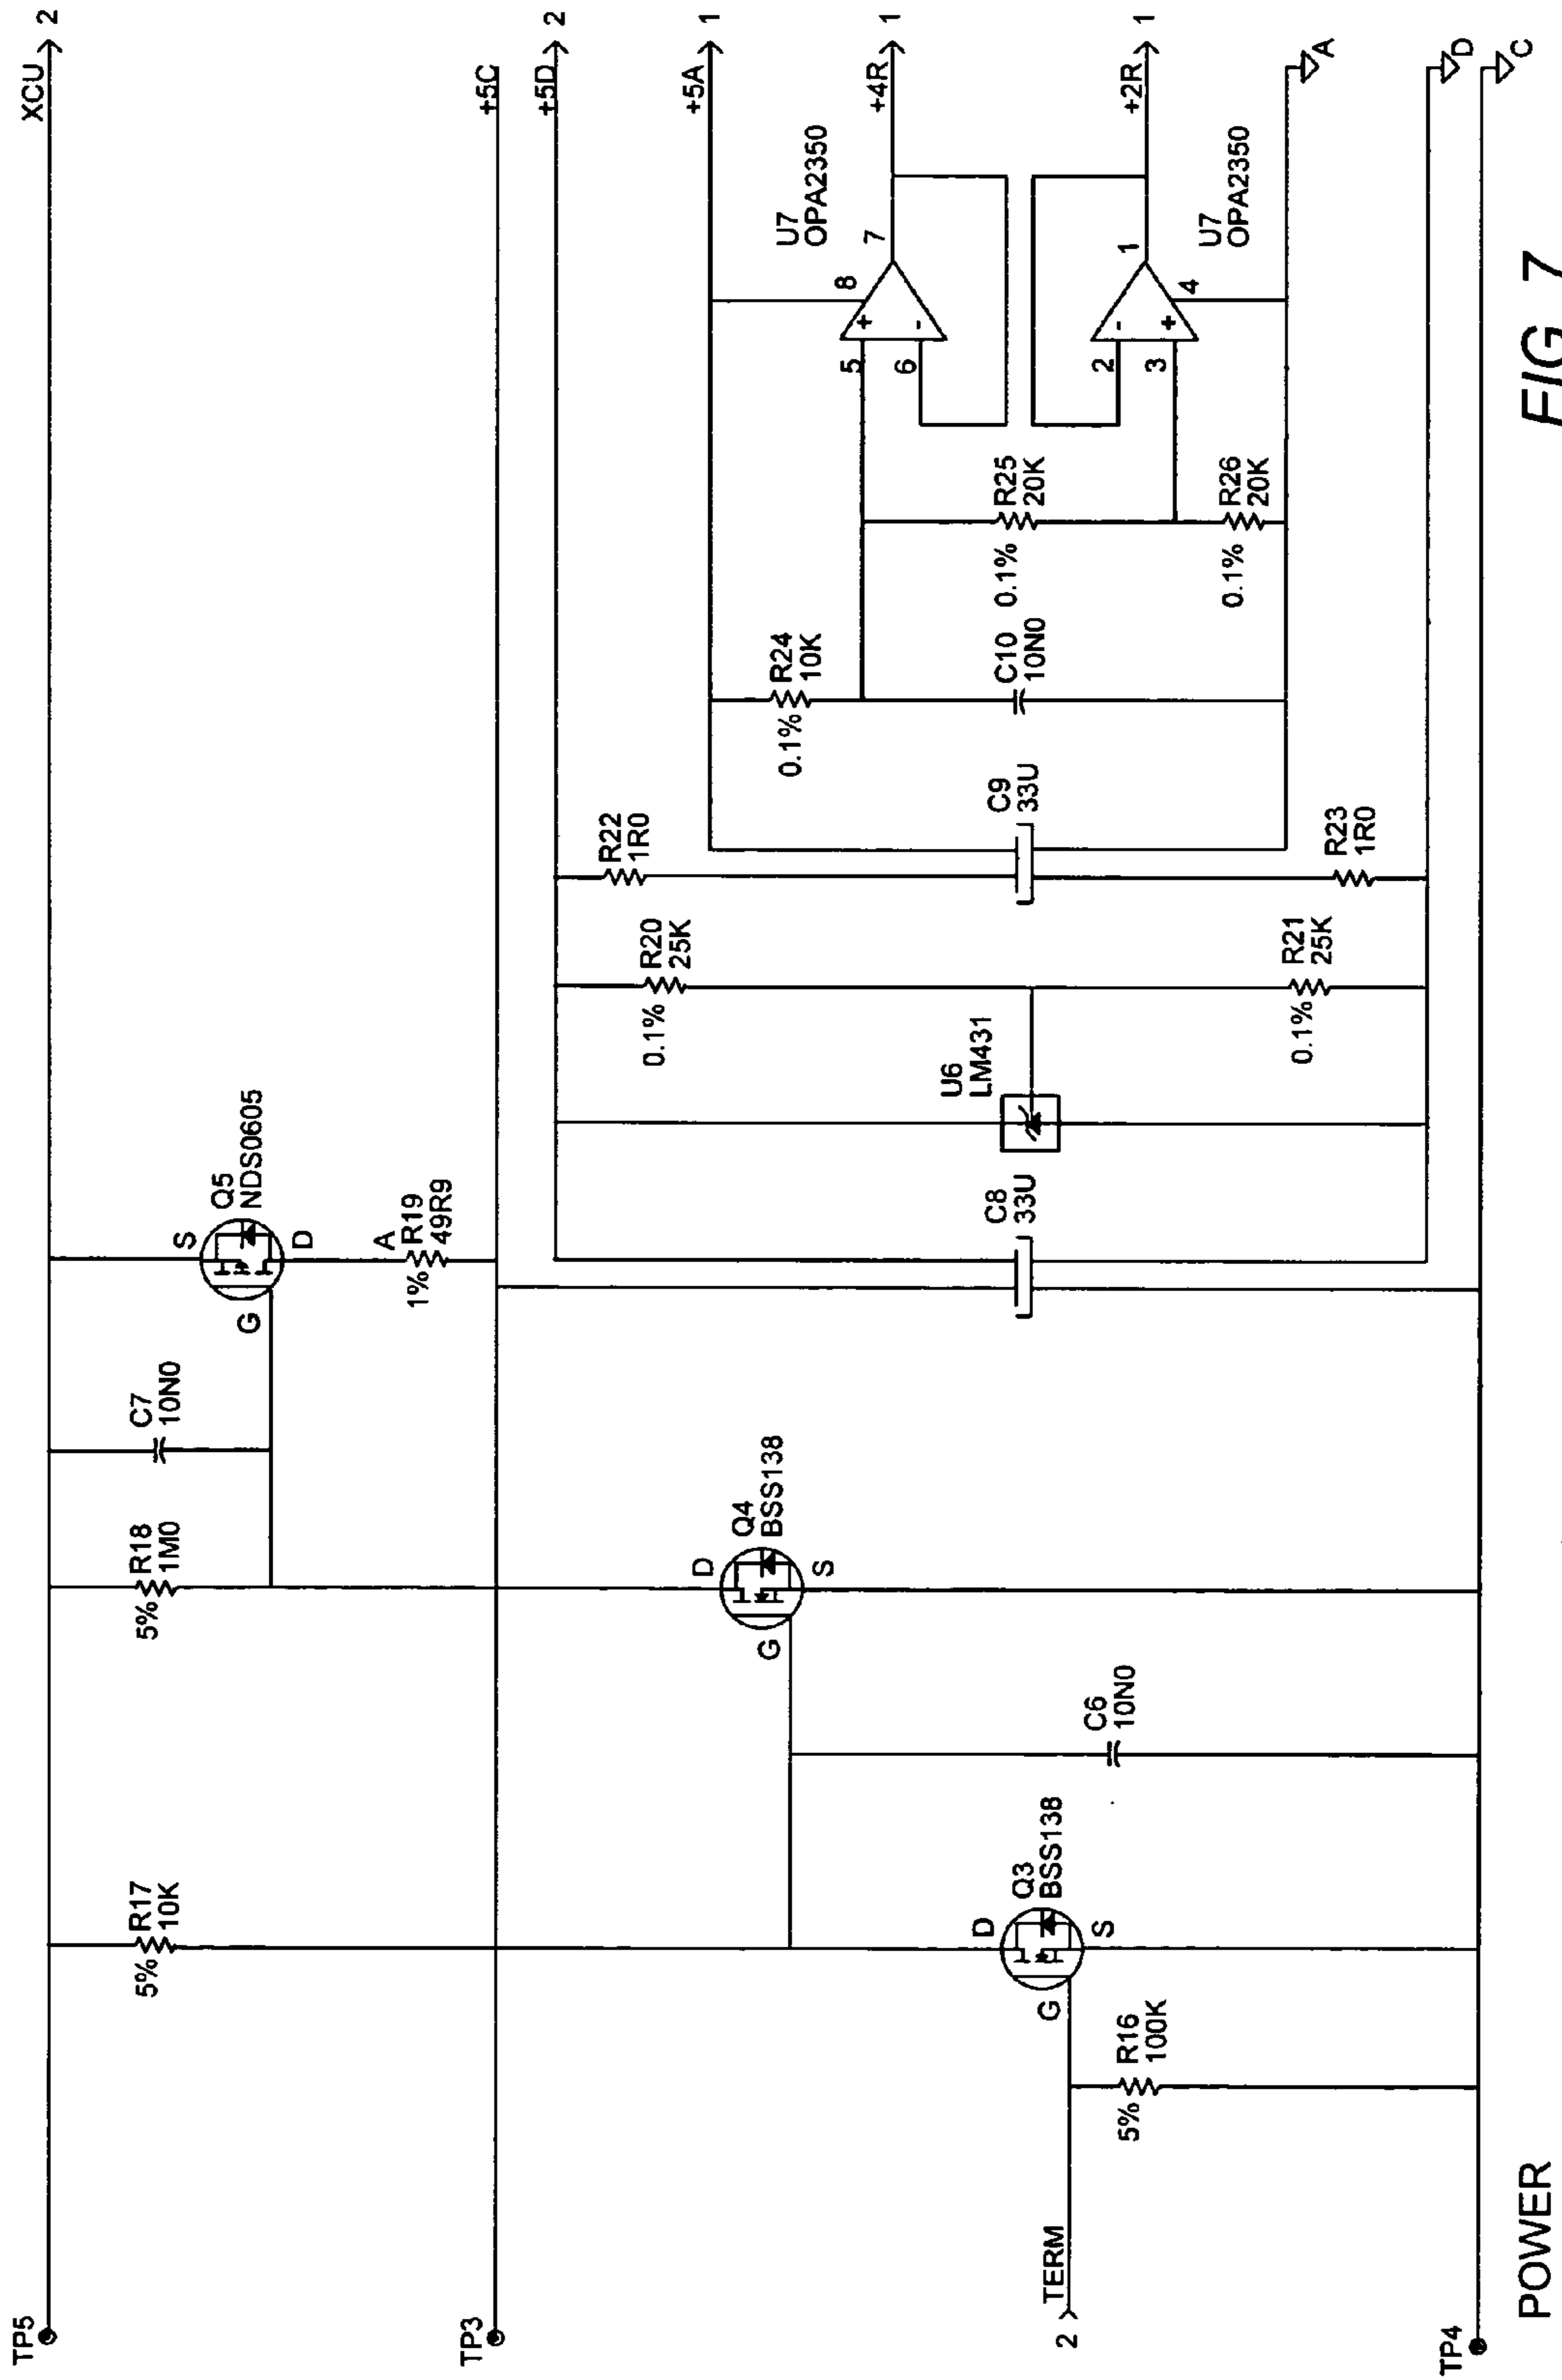 TP5
XCU
2
R17
10K
5%
R18
1M0
5%
C7
10N0
Q5
NDS0605
S
D
G
A
R19
49R9
1%
TP3
+5C
+5D
2
Q4
BSS138
D
G
S
C6
10N0
Q3
BSS138
D
G
S
2
TERM
R16
100K
5%
C8
33U
U6
LM431
R20
25K
0.1%
R21
25K
0.1%
R22
1R0
R23
1R0
C9
33U
+5A
1
R24
10K
0.1%
C10
10N0
R25
20K
0.1%
R26
20K
0.1%
U7
OPA2350
8
5
+
6
-
7
+4R
1
U7
OPA2350
2
-
3
+
1
4
+2R
1
A
D
C
TP4
POWER
FIG 7